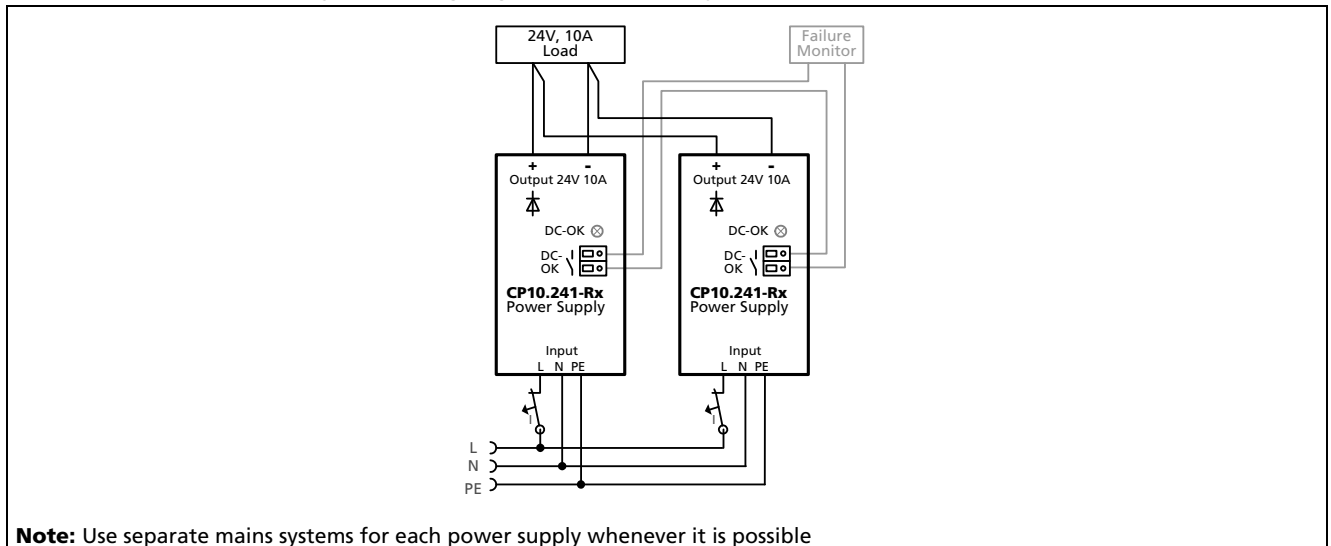 24V, 10A
Load
Failure
Monitor
+ -
Output 24V 10A
DC-OK
DC-
OK
CP10.241-Rx
Power Supply
Input
L N PE
I
+ -
Output 24V 10A
DC-OK
DC-
OK
CP10.241-Rx
Power Supply
Input
L N PE
I
L
N
PE
Note: Use separate mains systems for each power supply whenever it is possible